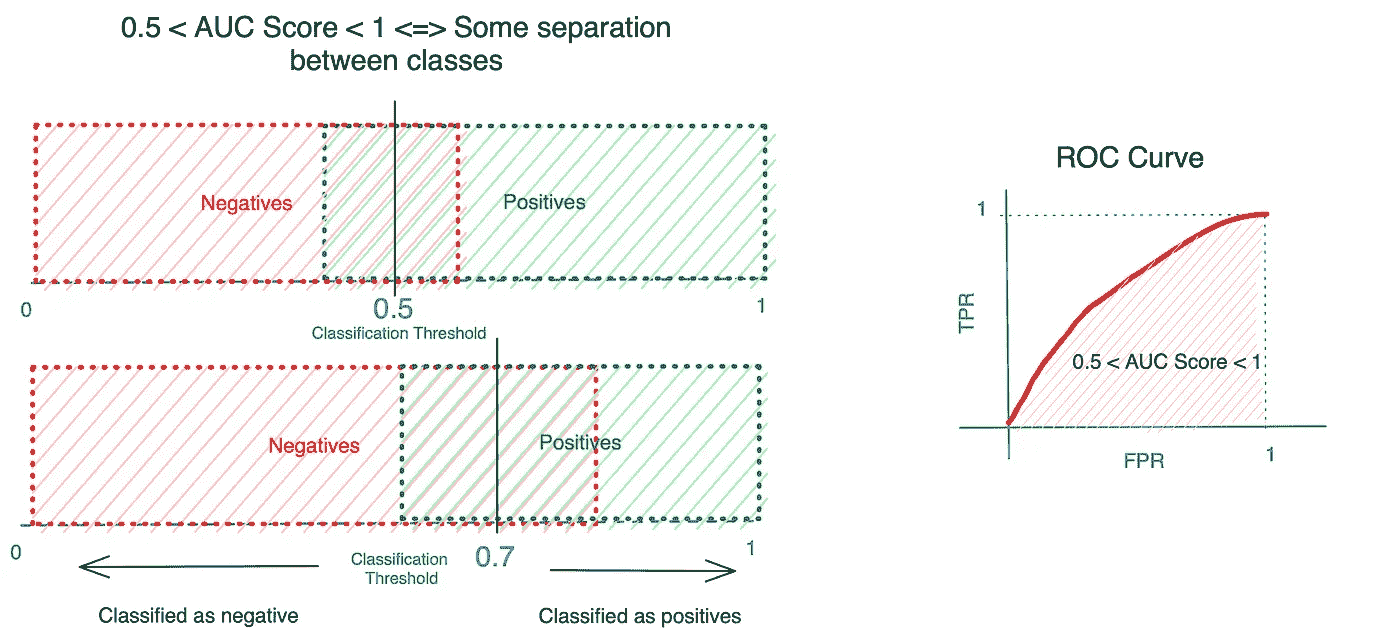 0.5 < AUC Score < 1 <=> Some separation
between classes
Negatives
Positives
0
0.5
1
Classification Threshold
Negatives
Positives
0
Classification
Threshold
0.7
1
Classified as negative
Classified as positives
ROC Curve
1
TPR
0.5 < AUC Score < 1
FPR
1